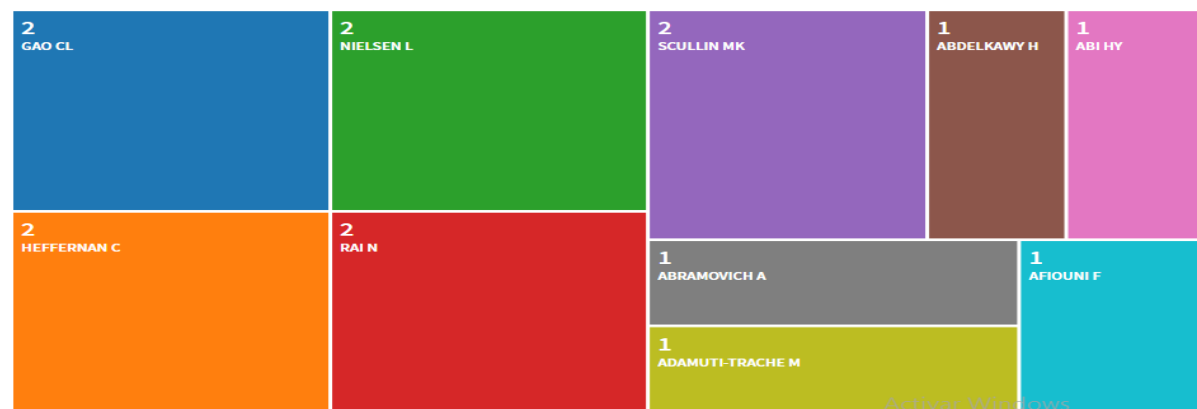 2
GAO CL
2
NIELSEN L
2
SCULLIN MK
1
ABDELKAWY H
1
ABI HY
2
HEFFERNAN C
2
RAI N
1
ABRAMOVICH A
1
AFIOUNI F
1
ADAMUTI-TRACHE M
Activar Windows